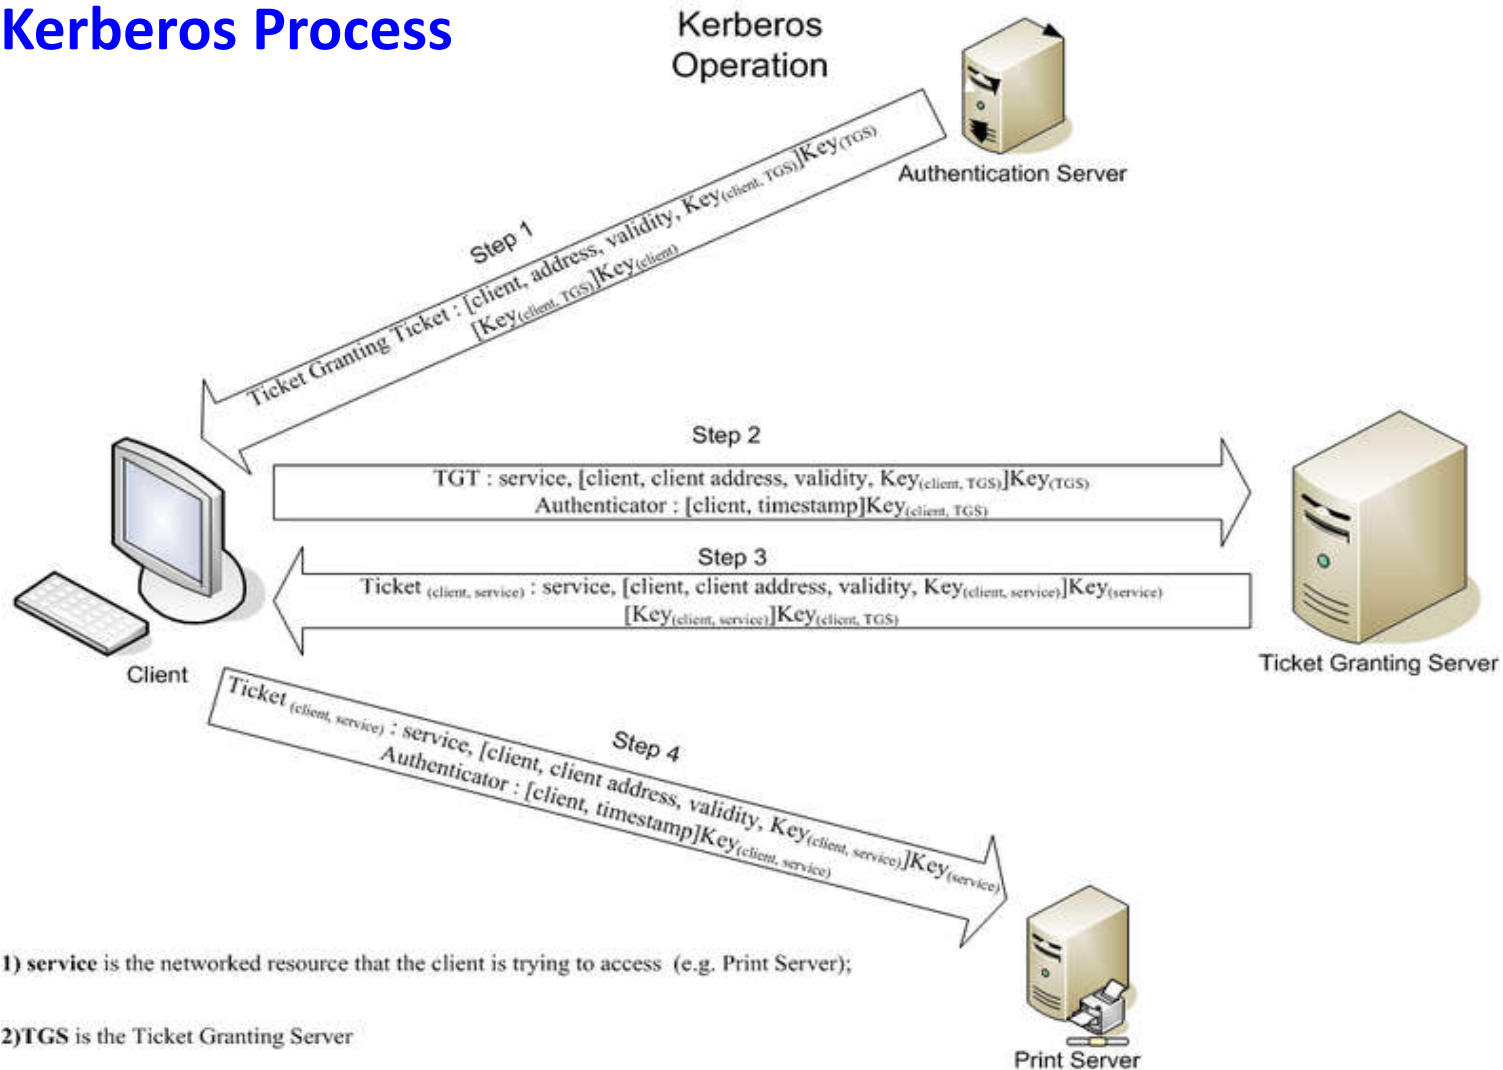 Kerberos Process
Kerberos
Operation
Authentication Server
Step 1
Ticket Granting Ticket : [client, address, validity, Key(client, TGS)]Key(TGS)
[Key(client, TGS)]Key(client)
Step 2
TGT : service, [client, client address, validity, Key(client, TGS)]Key(TGS)
Authenticator : [client, timestamp]Key(client, TGS)
Step 3
Ticket (client, service) : service, [client, client address, validity, Key(client, service)]Key(service)
[Key(client, service)]Key(client, TGS)
Ticket Granting Server
Client
Step 4
Ticket (client, service) : service, [client, client address, validity, Key(client, service)]Key(service)
Authenticator : [client, timestamp]Key(client, service)
1) service is the networked resource that the client is trying to access (e.g. Print Server);
2)TGS is the Ticket Granting Server
Print Server